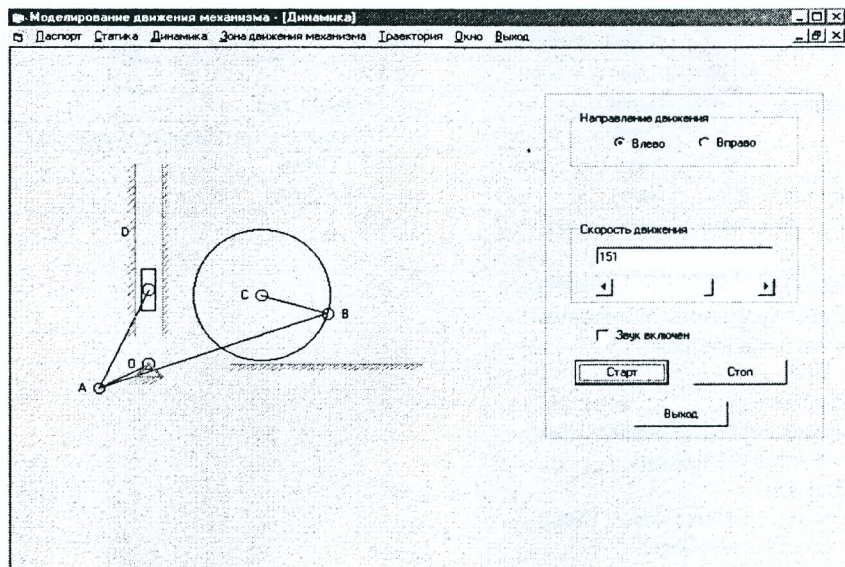 Моделирование движения механизма - [Динамика]
Паспорт Статика Динамика Зона движения механизма Траектория Окно Выход
Направление движения
Влево Вправо
D
Скорость движения
151
C
B
Звук включен
O
Старт Стоп
A
Выход